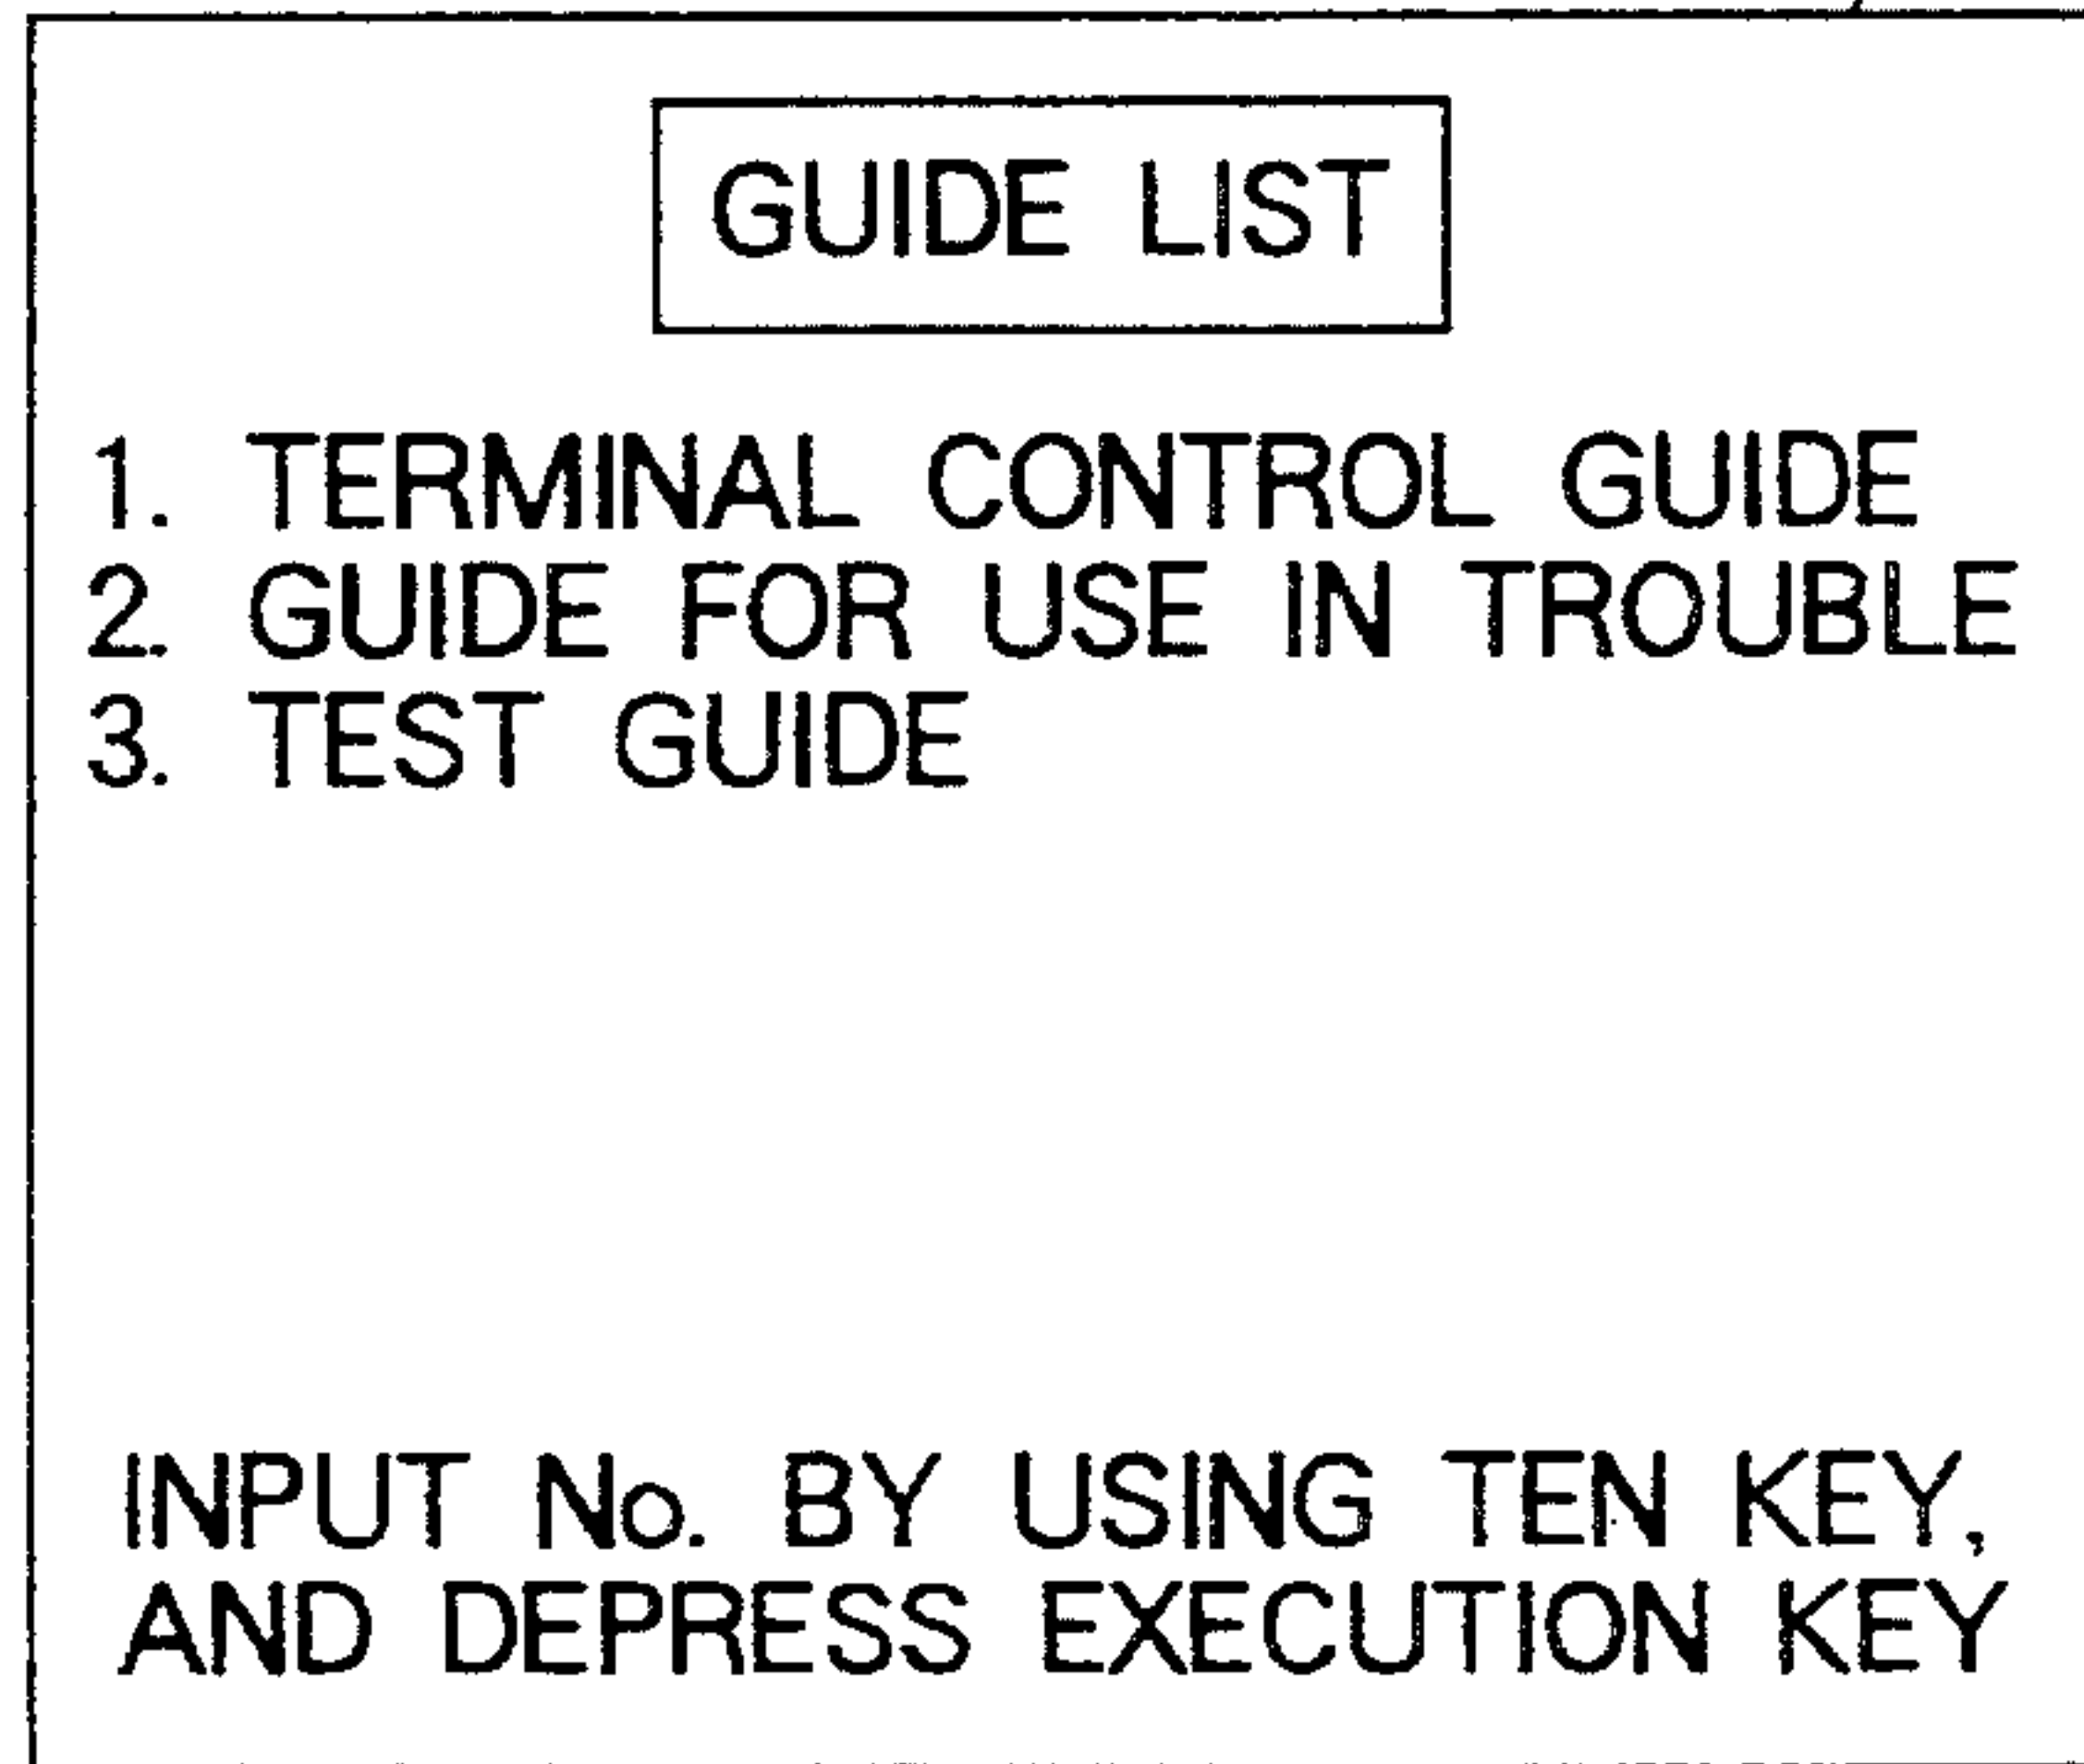 GUIDE LIST
1. TERMINAL CONTROL GUIDE
2. GUIDE FOR USE IN TROUBLE
3. TEST GUIDE
INPUT No. BY USING TEN KEY,
AND DEPRESS EXECUTION KEY